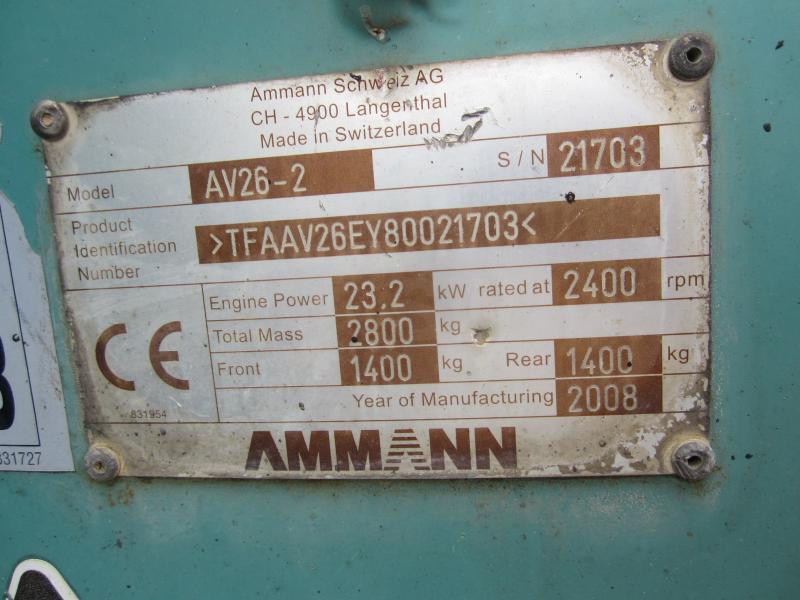 Ammann Schweiz AG
CH - 4900 Langenthal
Made in Switzerland
Model AV26-2 S / N 21703
Product
Identification >TFAAV26EY80021703<
Number
Engine Power 23.2 kW rated at 2400 rpm
Total Mass 2800 kg
Front 1400 kg Rear 1400 kg
CE
Year of Manufacturing 2008
831954
AMMANN
831727